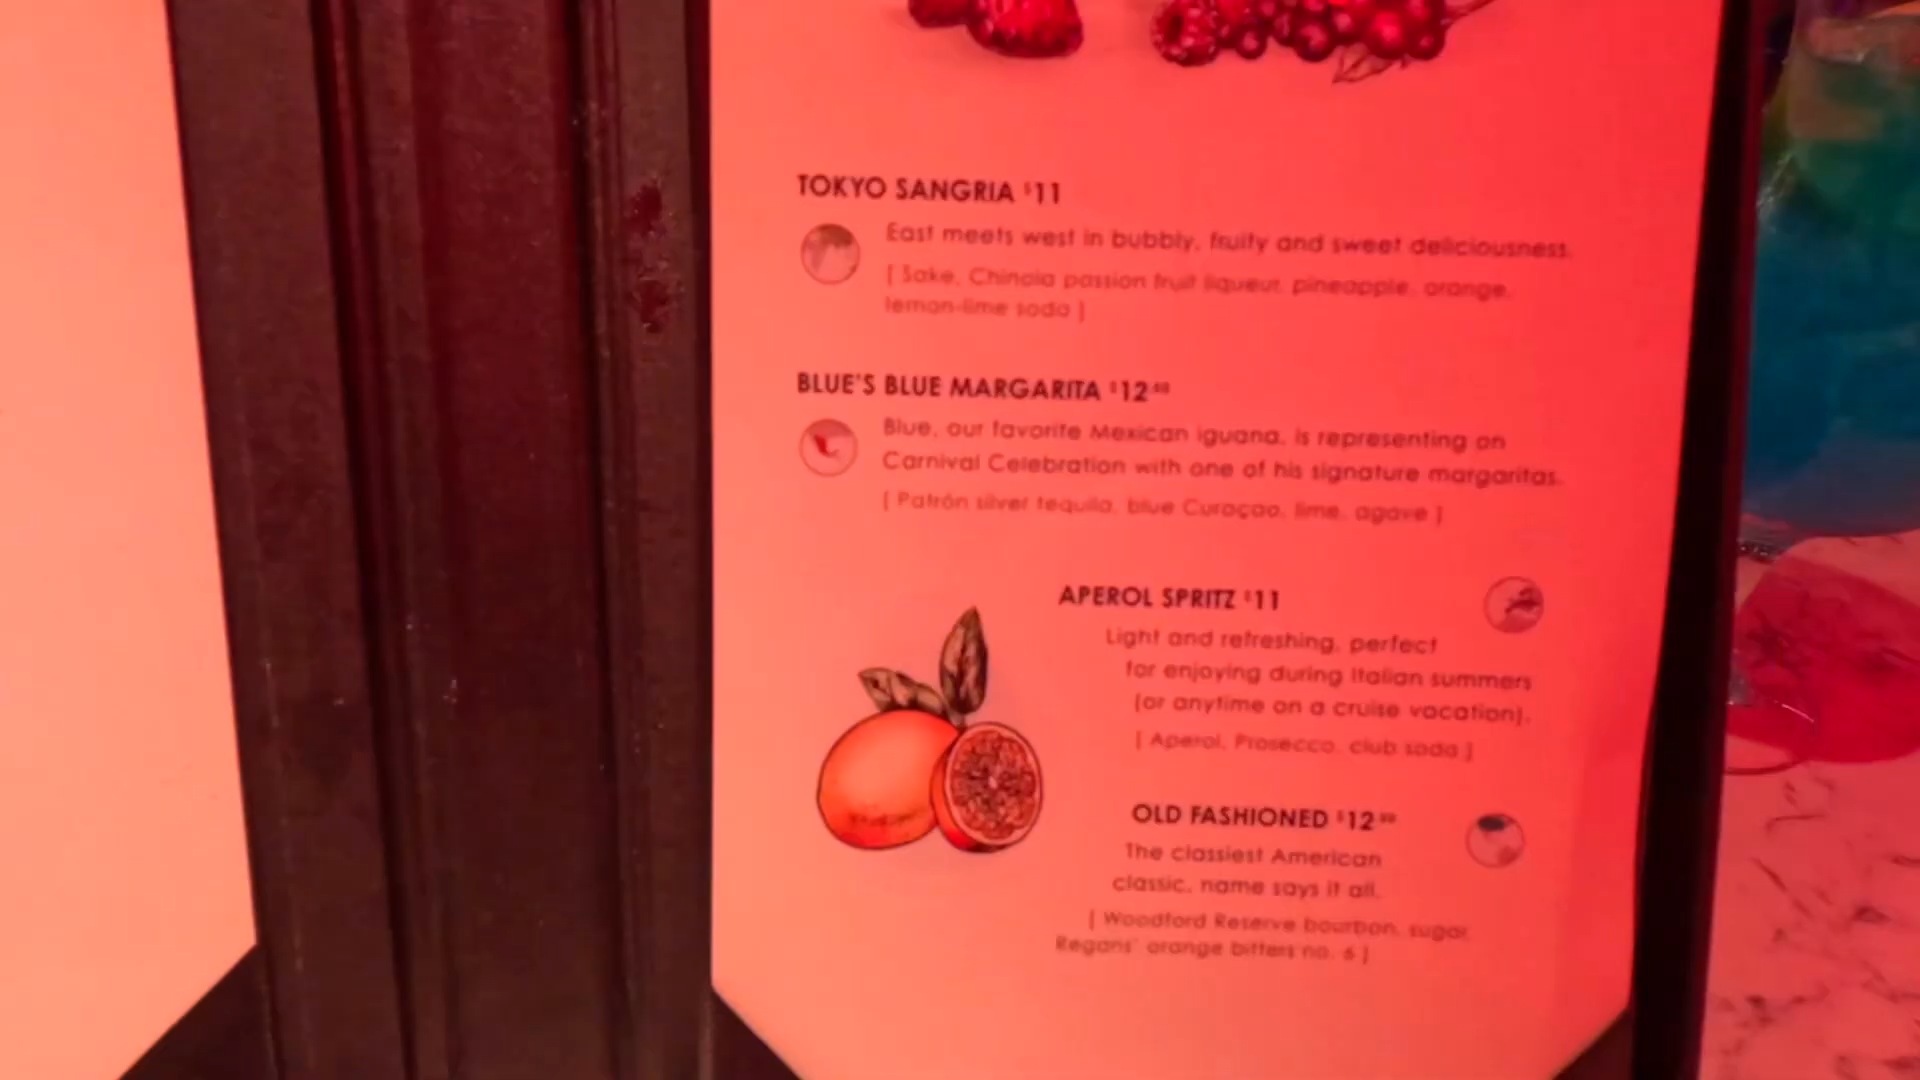 TOKYO SANGRIA $11
East meets west in bubbly, fruity and sweet deliciousness.
[ Sake, Chinola passion fruit liqueur, pineapple, orange,
lemon-lime soda ]
BLUE'S BLUE MARGARITA $12.50
Blue, our favorite Mexican iguana, is representing on
Carnival Celebration with one of his signature margaritas.
[ Patrón silver tequila, blue Curaçao, lime, agave ]
APEROL SPRITZ $11
Light and refreshing, perfect
for enjoying during Italian summers
(or anytime on a cruise vacation).
[ Aperol, Prosecco, club soda ]
OLD FASHIONED $12.50
The classiest American
classic, name says it all.
[ Woodford Reserve bourbon, sugar,
Regans' orange bitters no. 6 ]